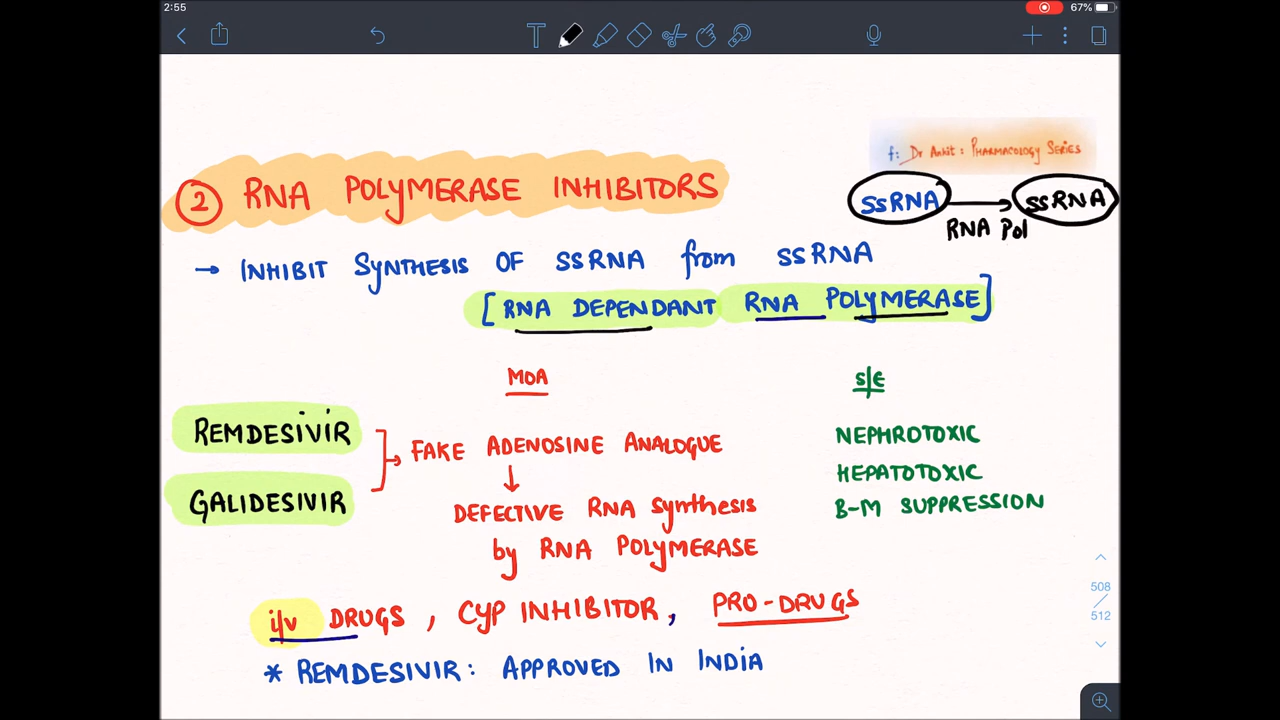 2:55
67%
T
f: Dr Ankit : PHARMACOLOGY SERIES
② RNA POLYMERASE INHIBITORS
ssRNA → ssRNA
RNA Pol
→ INHIBIT SYNTHESIS OF SSRNA from SSRNA
[RNA DEPENDANT RNA POLYMERASE]
MOA
S/E
REMDESIVIR
GALIDESIVIR
→ FAKE ADENOSINE ANALOGUE
↓
DEFECTIVE RNA Synthesis
by RNA POLYMERASE
NEPHROTOXIC
HEPATOTOXIC
B-M SUPPRESSION
i/v DRUGS , CYP INHIBITOR, PRO-DRUGS
* REMDESIVIR: APPROVED IN INDIA
508
/
512